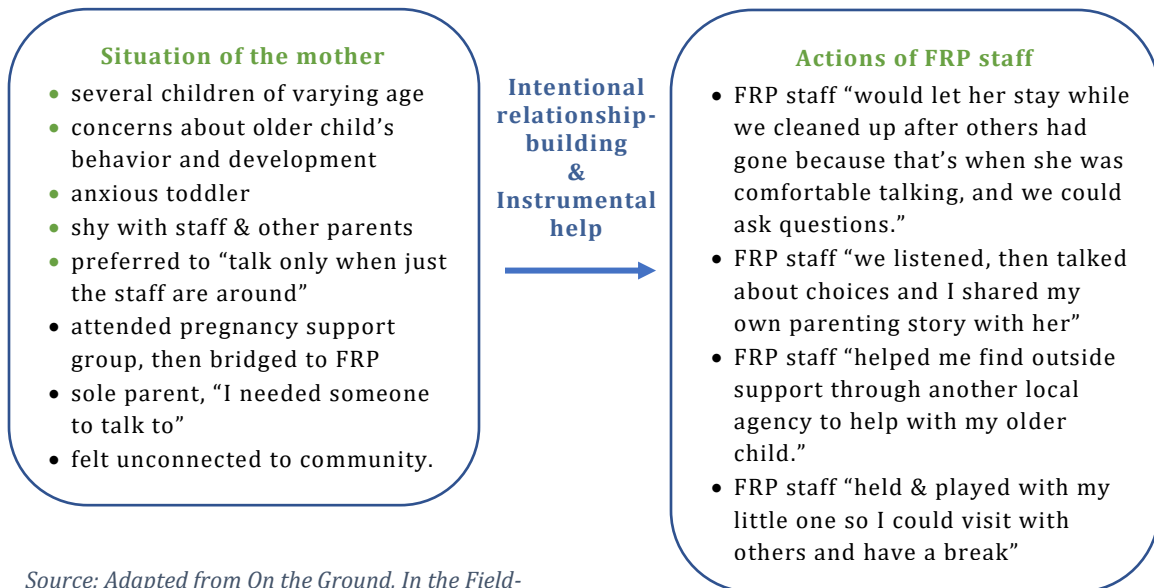 Situation of the mother
• several children of varying age
• concerns about older child’s
behavior and development
• anxious toddler
• shy with staff & other parents
• preferred to “talk only when just
the staff are around”
• attended pregnancy support
group, then bridged to FRP
• sole parent, “I needed someone
to talk to”
• felt unconnected to community.
Intentional
relationship-
building
&
Instrumental
help
Actions of FRP staff
• FRP staff “would let her stay while
we cleaned up after others had
gone because that’s when she was
comfortable talking, and we could
ask questions.”
• FRP staff “we listened, then talked
about choices and I shared my
own parenting story with her”
• FRP staff “helped me find outside
support through another local
agency to help with my older
child.”
• FRP staff “held & played with my
little one so I could visit with
others and have a break”
Source: Adapted from On the Ground, In the Field-